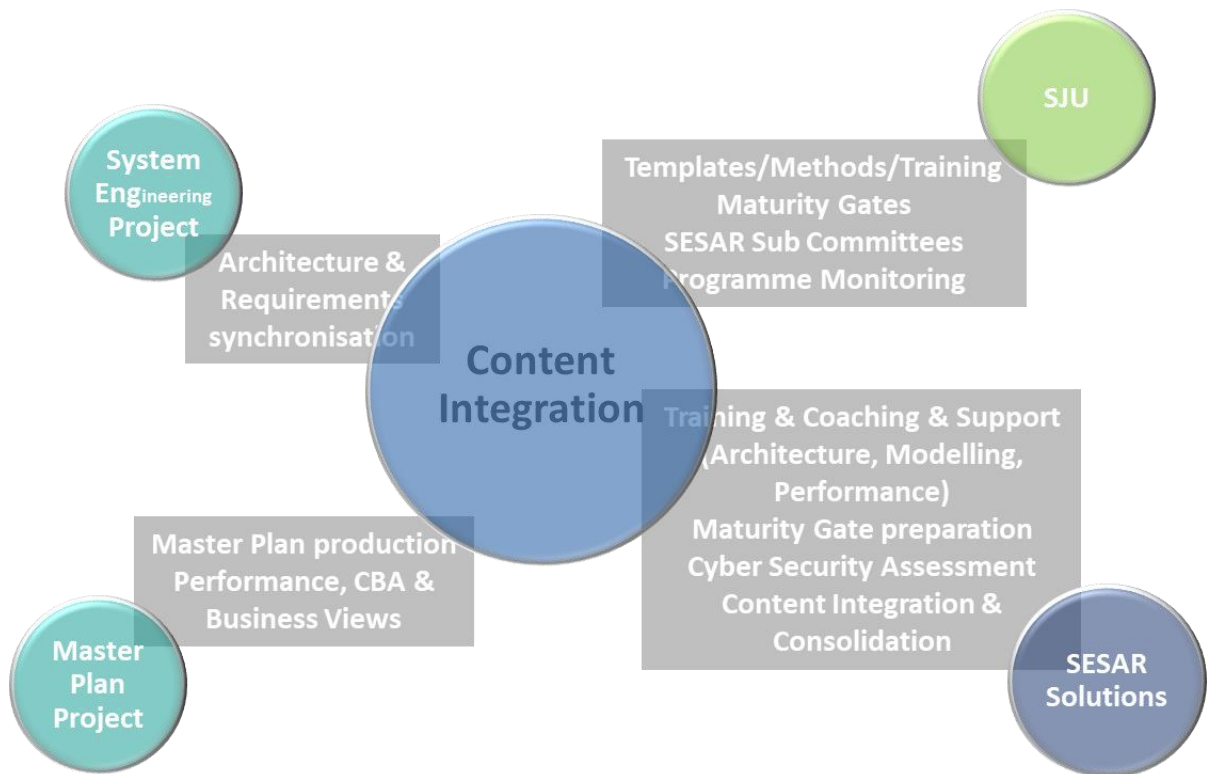 SJU
System
Engineering
Project
Templates/Methods/Training
Maturity Gates
SESAR Sub Committees
Programme Monitoring
Architecture &
Requirements
synchronisation
Content
Integration
Training & Coaching & Support
(Architecture, Modelling,
Performance)
Maturity Gate preparation
Cyber Security Assessment
Content Integration &
Consolidation
Master Plan production
Performance, CBA &
Business Views
Master
Plan
Project
SESAR
Solutions